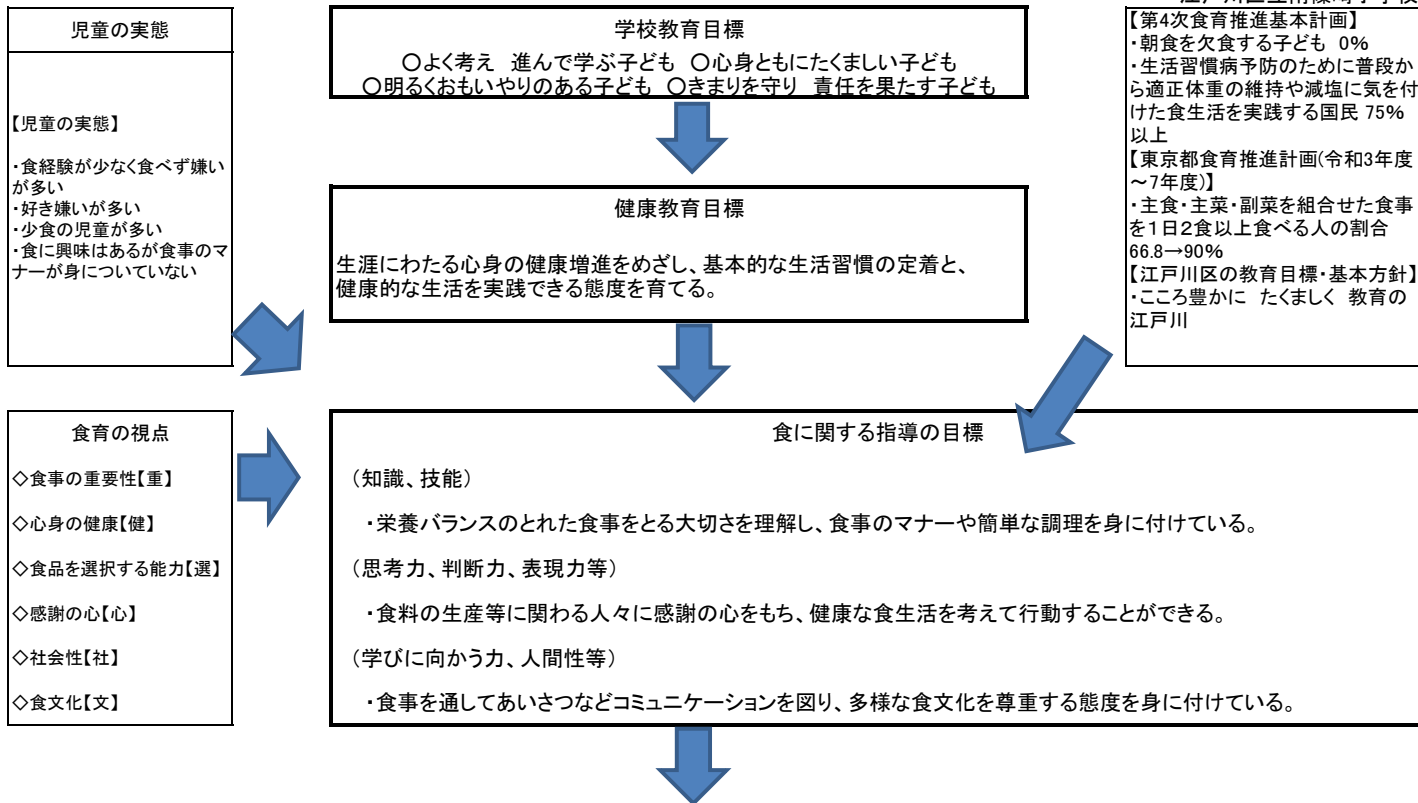 児童の実態
【児童の実態】
・食経験が少なく食べず嫌い
が多い
・好き嫌いが多い
・少食の児童が多い
・食に興味はあるが食事のマ
ナーが身についていない
学校教育目標
○よく考え 進んで学ぶ子ども ○心身ともにたくましい子ども
○明るくおもいやりのある子ども ○きまりを守り 責任を果たす子ども
【第4次食育推進基本計画】
・朝食を欠食する子ども 0%
・生活習慣病予防のために普段か
ら適正体重の維持や減塩に気を付
けた食生活を実践する国民 75%
以上
【東京都食育推進計画(令和3年度
～7年度)】
・主食・主菜・副菜を組合せた食事
を1日2食以上食べる人の割合
66.8→90%
【江戸川区の教育目標・基本方針】
・こころ豊かに たくましく 教育の
江戸川
健康教育目標
生涯にわたる心身の健康増進をめざし、基本的な生活習慣の定着と、
健康的な生活を実践できる態度を育てる。
食育の視点
◇食事の重要性【重】
◇心身の健康【健】
◇食品を選択する能力【選】
◇感謝の心【心】
◇社会性【社】
◇食文化【文】
食に関する指導の目標
（知識、技能）
・栄養バランスのとれた食事をとる大切さを理解し、食事のマナーや簡単な調理を身に付けている。
（思考力、判断力、表現力等）
・食料の生産等に関わる人々に感謝の心をもち、健康な食生活を考えて行動することができる。
（学びに向かう力、人間性等）
・食事を通してあいさつなどコミュニケーションを図り、多様な食文化を尊重する態度を身に付けている。